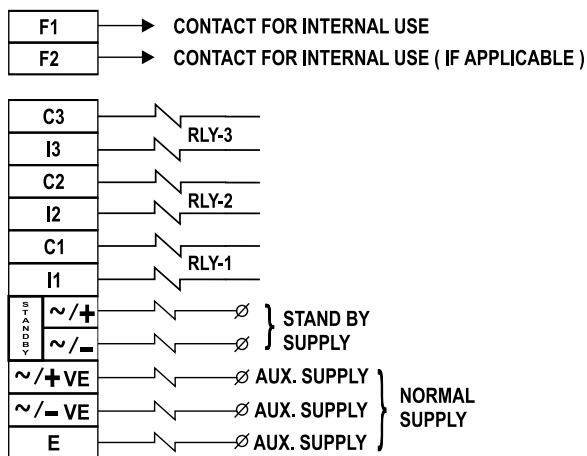 F1 CONTACT FOR INTERNAL USE
F2 CONTACT FOR INTERNAL USE ( IF APPLICABLE )
C3
RLY-3
I3
C2
RLY-2
I2
C1
RLY-1
I1
STANDBY
~/+
~/-
STAND BY
SUPPLY
~/+ VE AUX. SUPPLY
~/- VE AUX. SUPPLY
E AUX. SUPPLY
NORMAL
SUPPLY